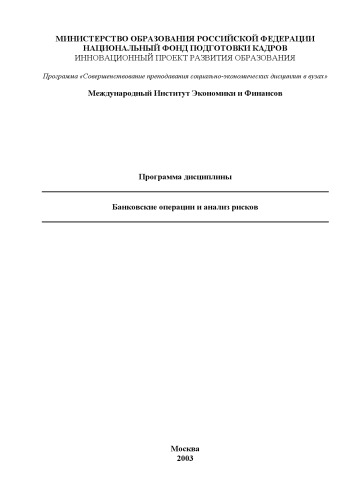 МИНИСТЕРСТВО ОБРАЗОВАНИЯ РОССИЙСКОЙ ФЕДЕРАЦИИ
НАЦИОНАЛЬНЫЙ ФОНД ПОДГОТОВКИ КАДРОВ
ИННОВАЦИОННЫЙ ПРОЕКТ РАЗВИТИЯ ОБРАЗОВАНИЯ
Программа «Совершенствование преподавания социально-экономических дисциплин в вузах»
Международный Институт Экономики и Финансов
Программа дисциплины
Банковские операции и анализ рисков
Москва
2003